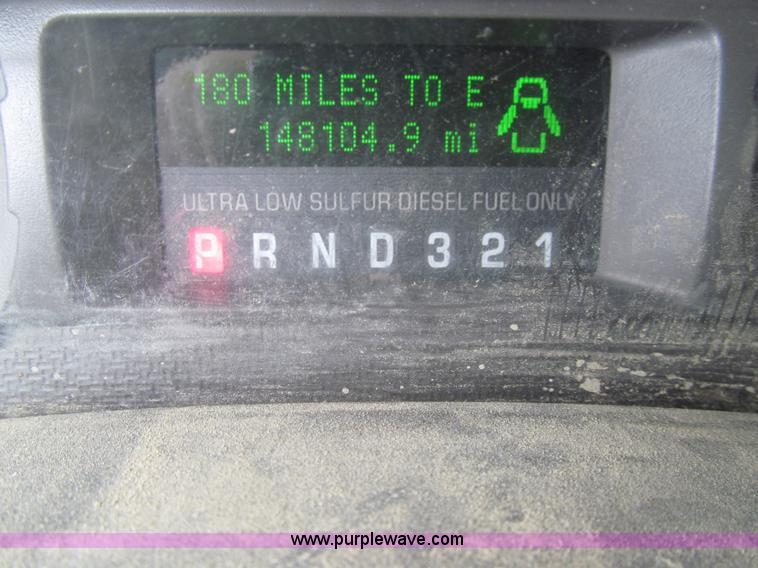 180 MILES TO E
148104.9 mi
ULTRA LOW SULFUR DIESEL FUEL ONLY
P R N D 3 2 1
www.purplewave.com